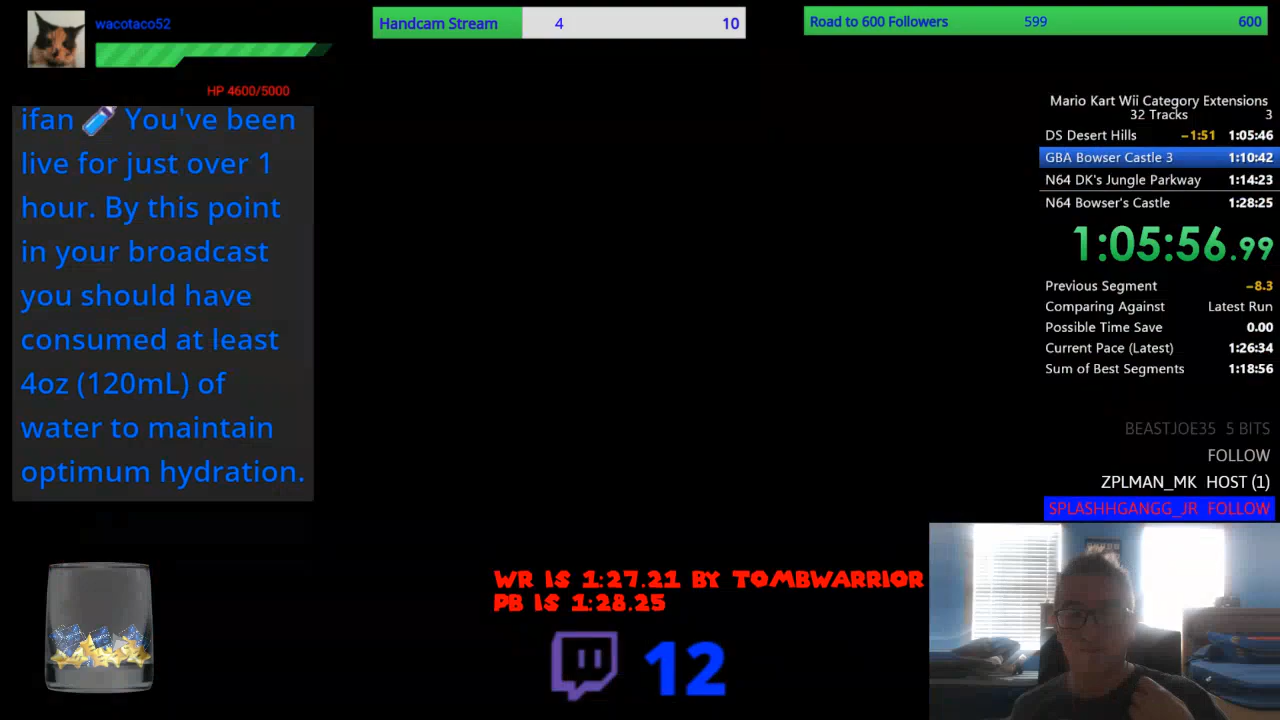 wacotaco52
HP 4600/5000
Handcam Stream 4 10
Road to 600 Followers 599 600
ifan You've been
live for just over 1
hour. By this point
in your broadcast
you should have
consumed at least
4oz (120mL) of
water to maintain
optimum hydration.
Mario Kart Wii Category Extensions
32 Tracks 3
DS Desert Hills −1:51 1:05:46
GBA Bowser Castle 3 1:10:42
N64 DK's Jungle Parkway 1:14:23
N64 Bowser's Castle 1:28:25
1:05:56.99
Previous Segment −8.3
Comparing Against Latest Run
Possible Time Save 0.00
Current Pace (Latest) 1:26:34
Sum of Best Segments 1:18:56
BEASTJOE35 5 BITS
FOLLOW
ZPLMAN_MK HOST (1)
SPLASHHGANGG_JR FOLLOW
WR IS 1:27.21 BY TOMBWARRIOR
PB IS 1:28.25
12